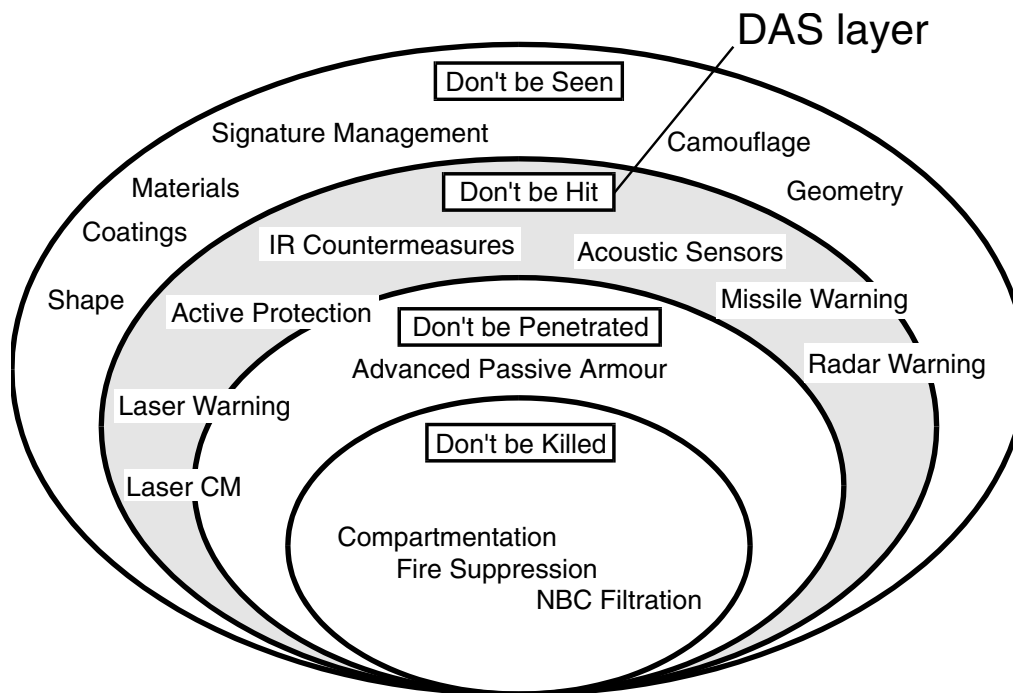 DAS layer
Don't be Seen
Signature Management
Camouflage
Materials
Don't be Hit
Geometry
Coatings
IR Countermeasures
Acoustic Sensors
Shape
Active Protection
Missile Warning
Don't be Penetrated
Advanced Passive Armour
Radar Warning
Laser Warning
Don't be Killed
Laser CM
Compartmentation
Fire Suppression
NBC Filtration